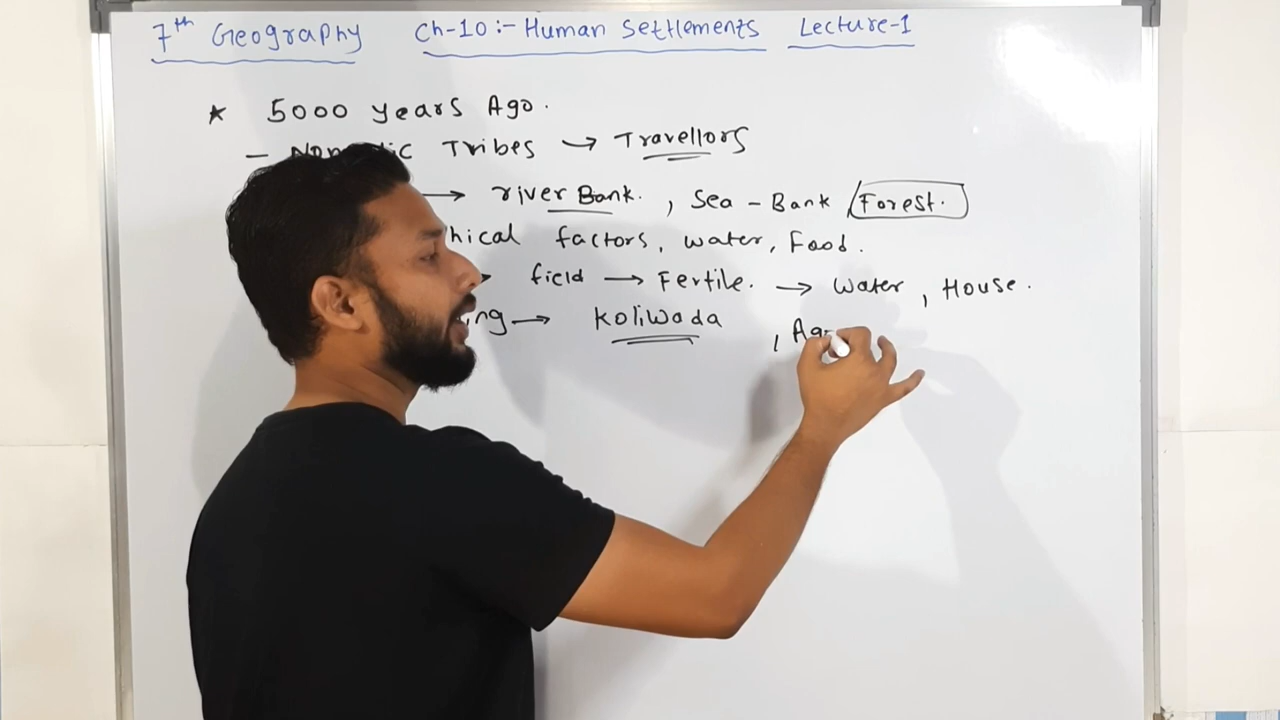 7th Geography Ch-10:- Human Settlements Lecture-1
* 5000 years Ago.
- Tribes → Travellors
→ river Bank. , Sea - Bank / Forest.
factors, water, Food.
field → Fertile. → water, House.
→ Koliwada